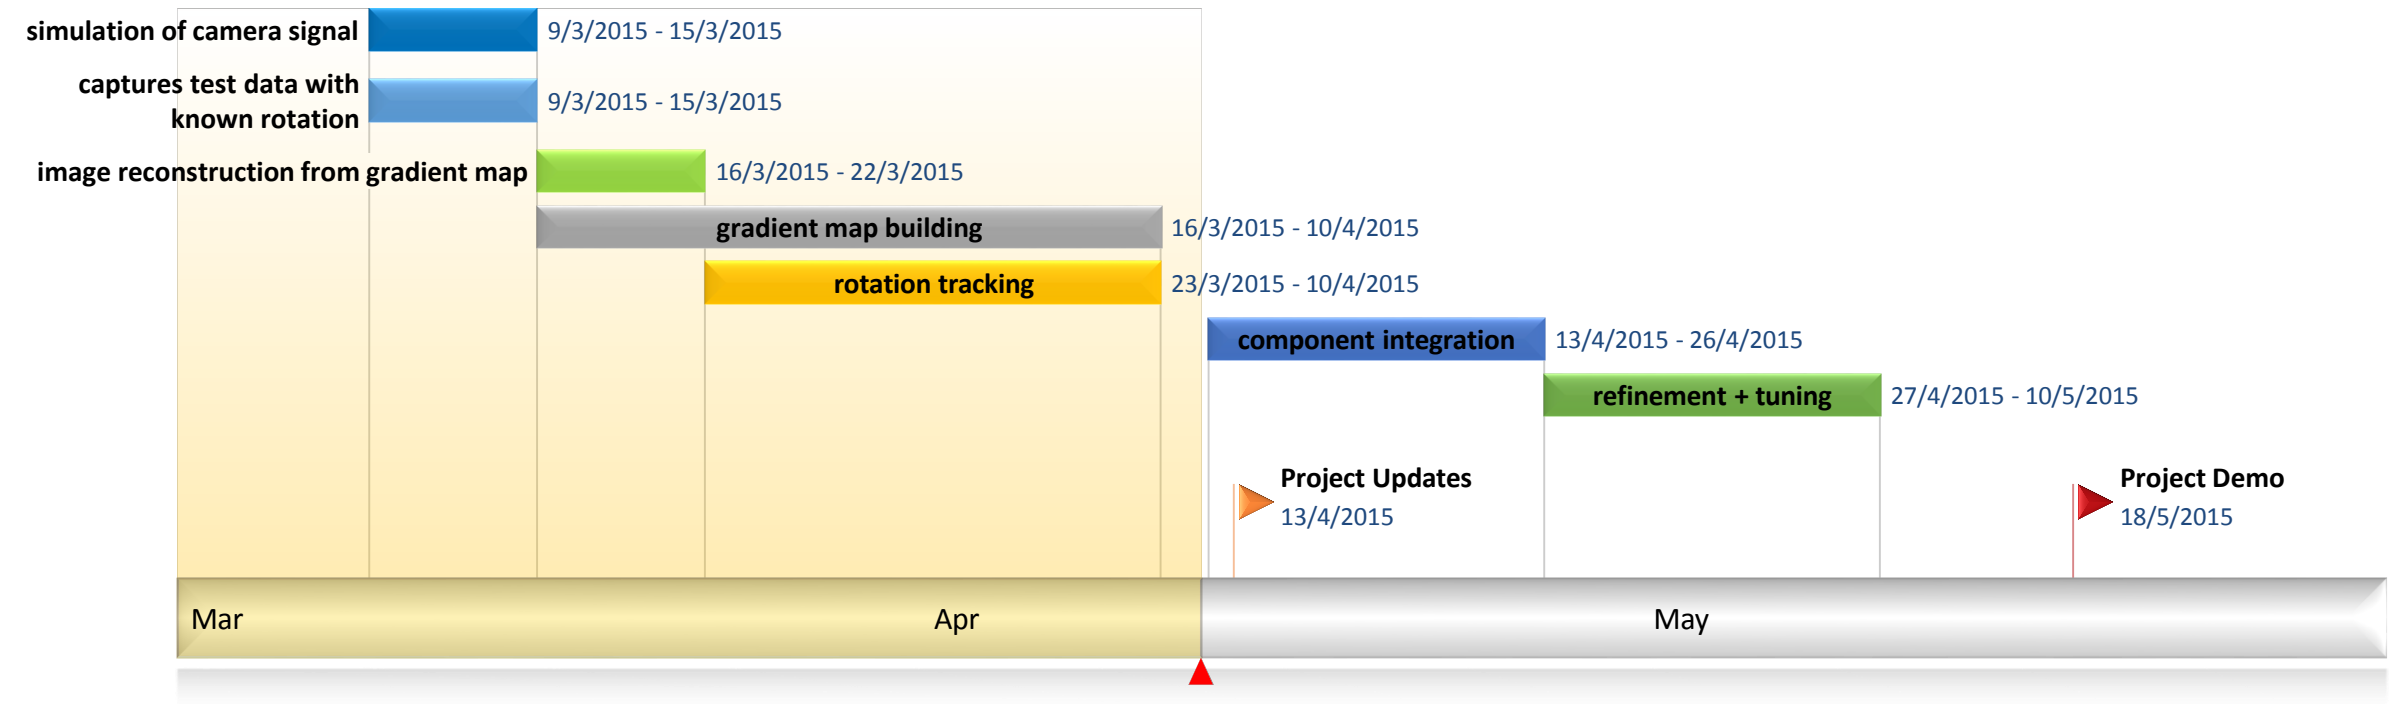 simulation of camera signal
9/3/2015 - 15/3/2015
captures test data with
known rotation
9/3/2015 - 15/3/2015
image reconstruction from gradient map
16/3/2015 - 22/3/2015
gradient map building
16/3/2015 - 10/4/2015
rotation tracking
23/3/2015 - 10/4/2015
component integration
13/4/2015 - 26/4/2015
refinement + tuning
27/4/2015 - 10/5/2015
Project Updates
13/4/2015
Project Demo
18/5/2015
Mar
Apr
May